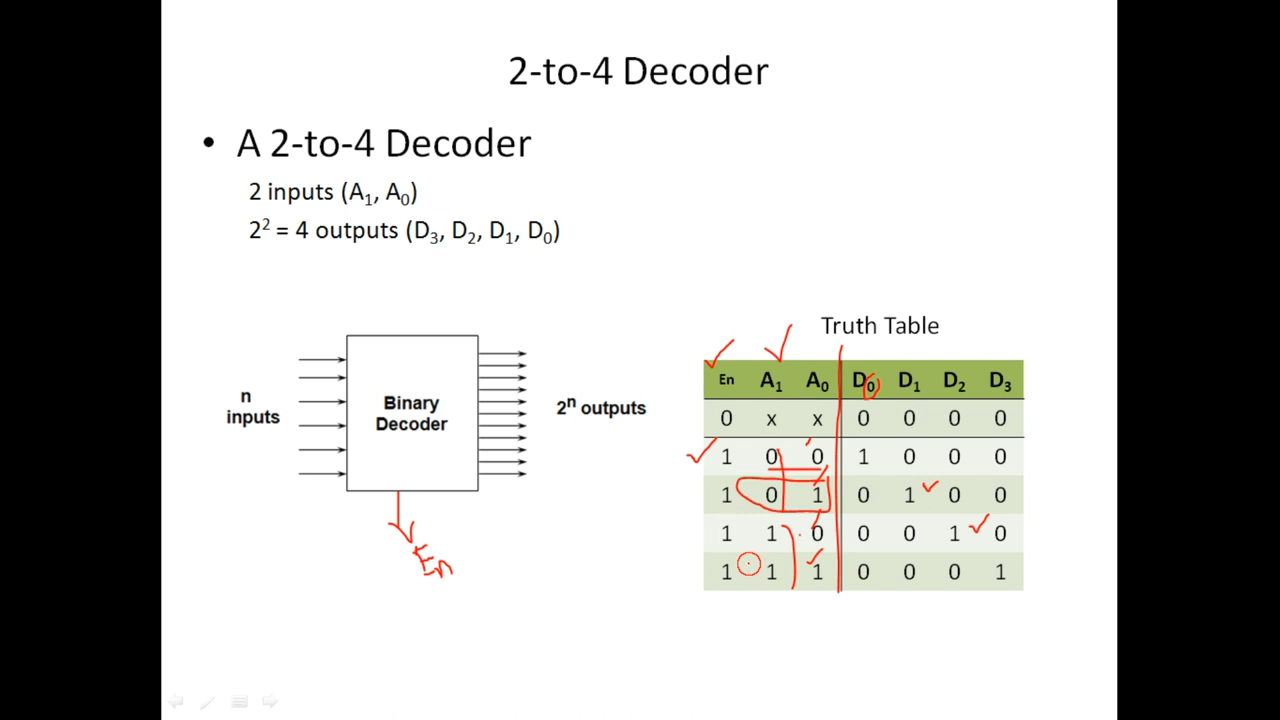 2-to-4 Decoder
• A 2-to-4 Decoder
2 inputs (A₁, A₀)
2² = 4 outputs (D₃, D₂, D₁, D₀)
n
inputs
Binary
Decoder
2ⁿ outputs
En
Truth Table
En A₁ A₀ D₀ D₁ D₂ D₃
0 x x 0 0 0 0
1 0 0 1 0 0 0
1 0 1 0 1 0 0
1 1 0 0 0 1 0
1 1 1 0 0 0 1